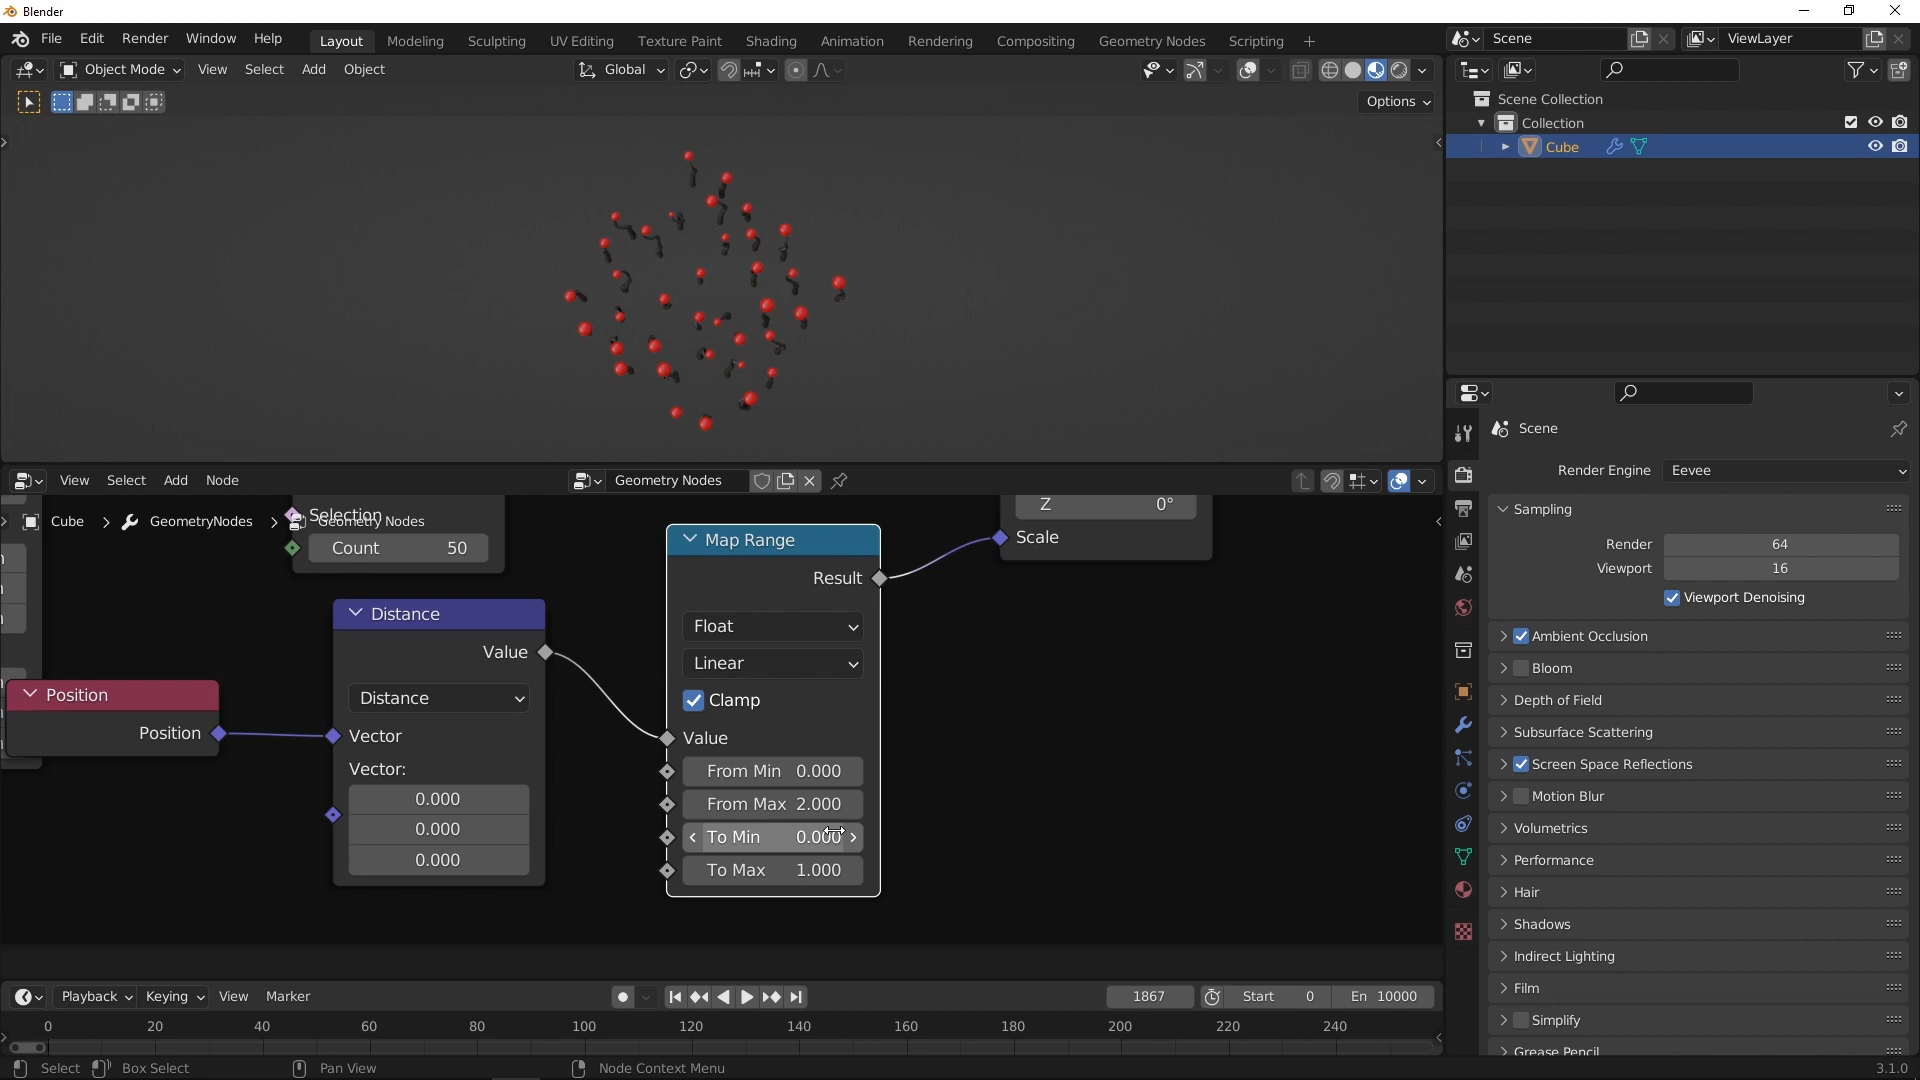 Blender
File Edit Render Window Help Layout Modeling Sculpting UV Editing Texture Paint Shading Animation Rendering Compositing Geometry Nodes Scripting + Scene ViewLayer
Object Mode View Select Add Object Global
Options
Scene Collection
Collection
Cube
Scene
Render Engine Eevee
Sampling
Render 64
Viewport 16
Viewport Denoising
Ambient Occlusion
Bloom
Depth of Field
Subsurface Scattering
Screen Space Reflections
Motion Blur
Volumetrics
Performance
Hair
Shadows
Indirect Lighting
Film
Simplify
Grease Pencil
View Select Add Node Geometry Nodes
Cube > GeometryNodes > Geometry Nodes
Selection
Count 50
Distance
Value
Distance
Vector
Vector:
0.000
0.000
0.000
Position
Position
Map Range
Result
Float
Linear
Clamp
Value
From Min 0.000
From Max 2.000
To Min 0.000
To Max 1.000
Z 0°
Scale
Playback Keying View Marker 1867 Start 0 En 10000
0 20 40 60 80 100 120 140 160 180 200 220 240
Select Box Select Pan View Node Context Menu 3.1.0